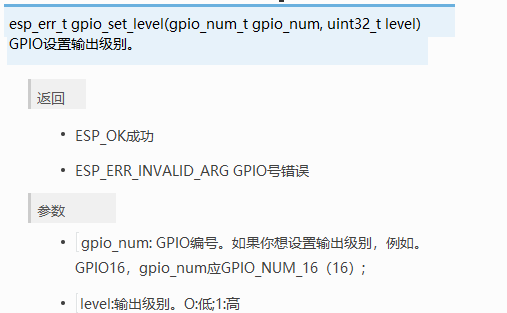 esp_err_t gpio_set_level(gpio_num_t gpio_num, uint32_t level)
GPIO设置输出级别。
返回
• ESP_OK成功
• ESP_ERR_INVALID_ARG GPIO号错误
参数
• gpio_num: GPIO编号。如果你想设置输出级别，例如。
GPIO16，gpio_num应GPIO_NUM_16（16）;
• level:输出级别。O:低;1:高